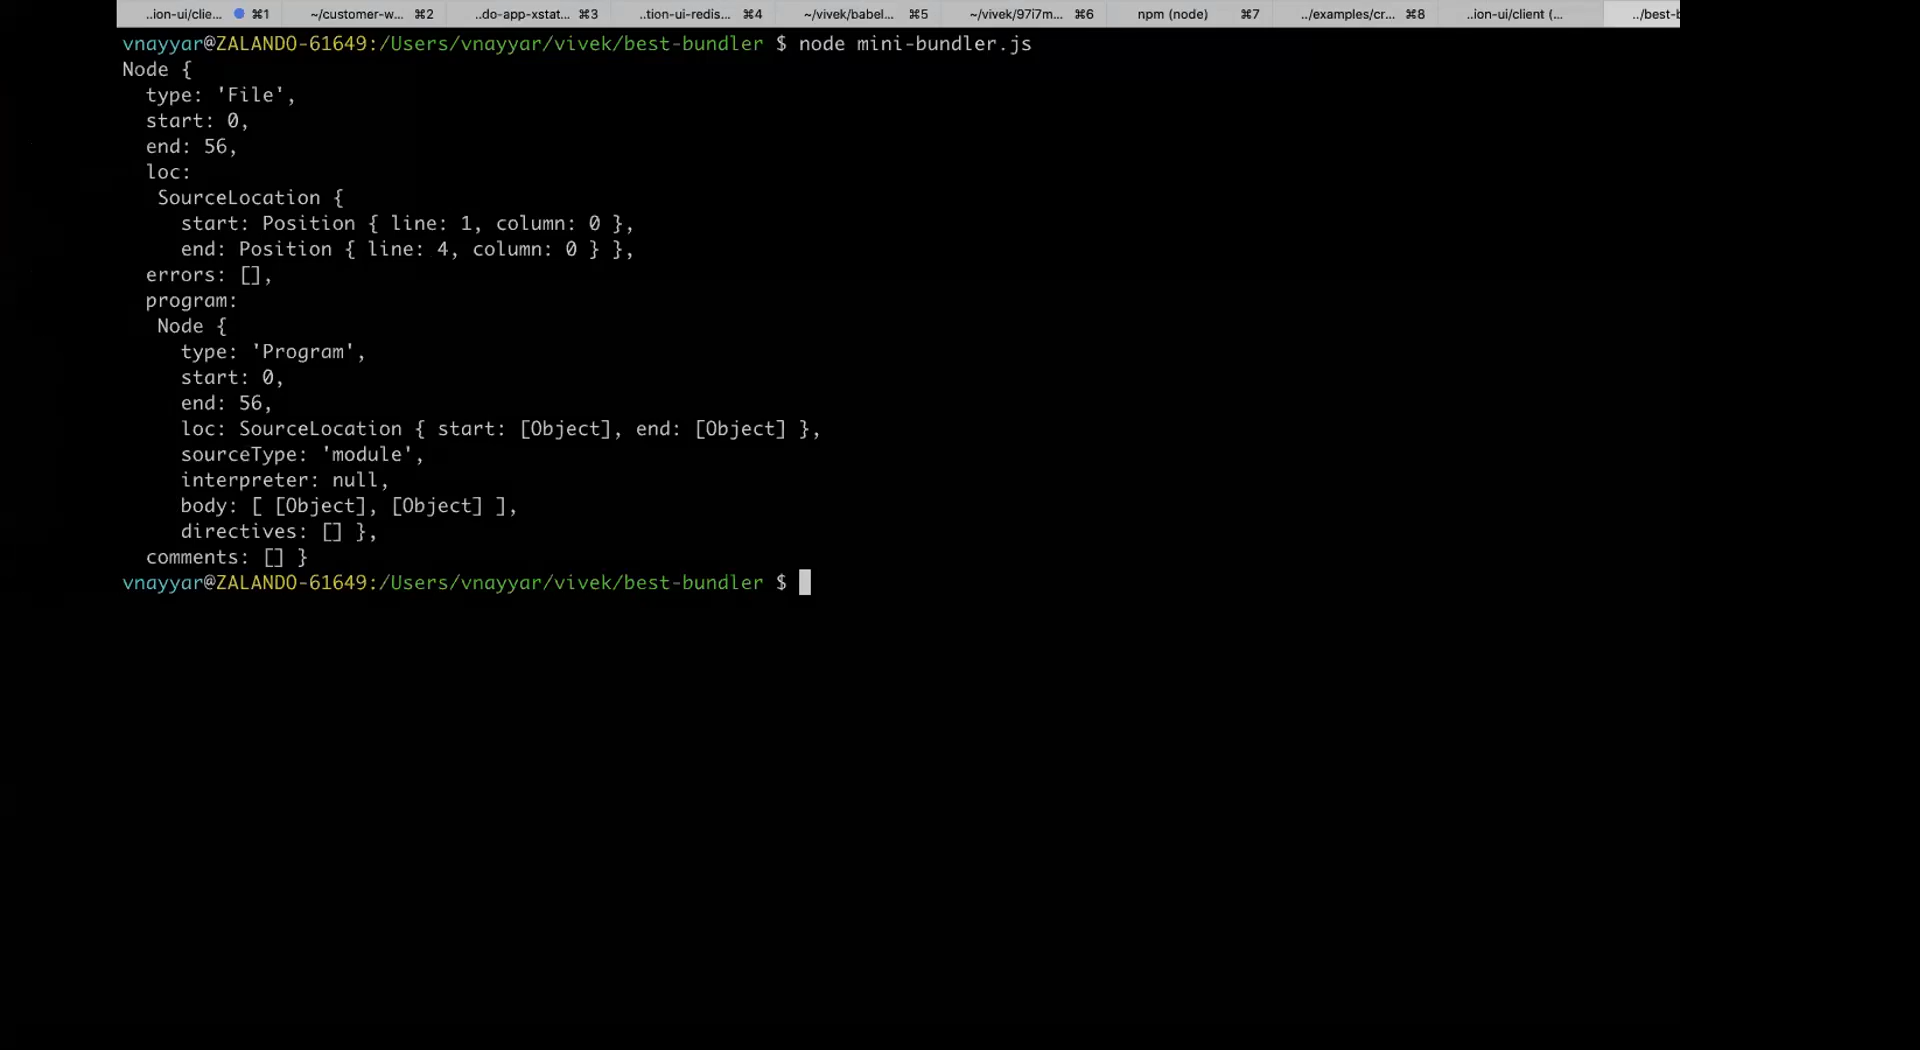 ..ion-ui/clie... ⌘1 ~/customer-w... ⌘2 ..do-app-xstat... ⌘3 ..tion-ui-redis... ⌘4 ~/vivek/babel... ⌘5 ~/vivek/97i7m... ⌘6 npm (node) ⌘7 ../examples/cr... ⌘8 ..ion-ui/client (... ../best-b
vnayyar@ZALANDO-61649:/Users/vnayyar/vivek/best-bundler $ node mini-bundler.js
Node {
  type: 'File',
  start: 0,
  end: 56,
  loc:
   SourceLocation {
     start: Position { line: 1, column: 0 },
     end: Position { line: 4, column: 0 } },
  errors: [],
  program:
   Node {
     type: 'Program',
     start: 0,
     end: 56,
     loc: SourceLocation { start: [Object], end: [Object] },
     sourceType: 'module',
     interpreter: null,
     body: [ [Object], [Object] ],
     directives: [] },
  comments: [] }
vnayyar@ZALANDO-61649:/Users/vnayyar/vivek/best-bundler $